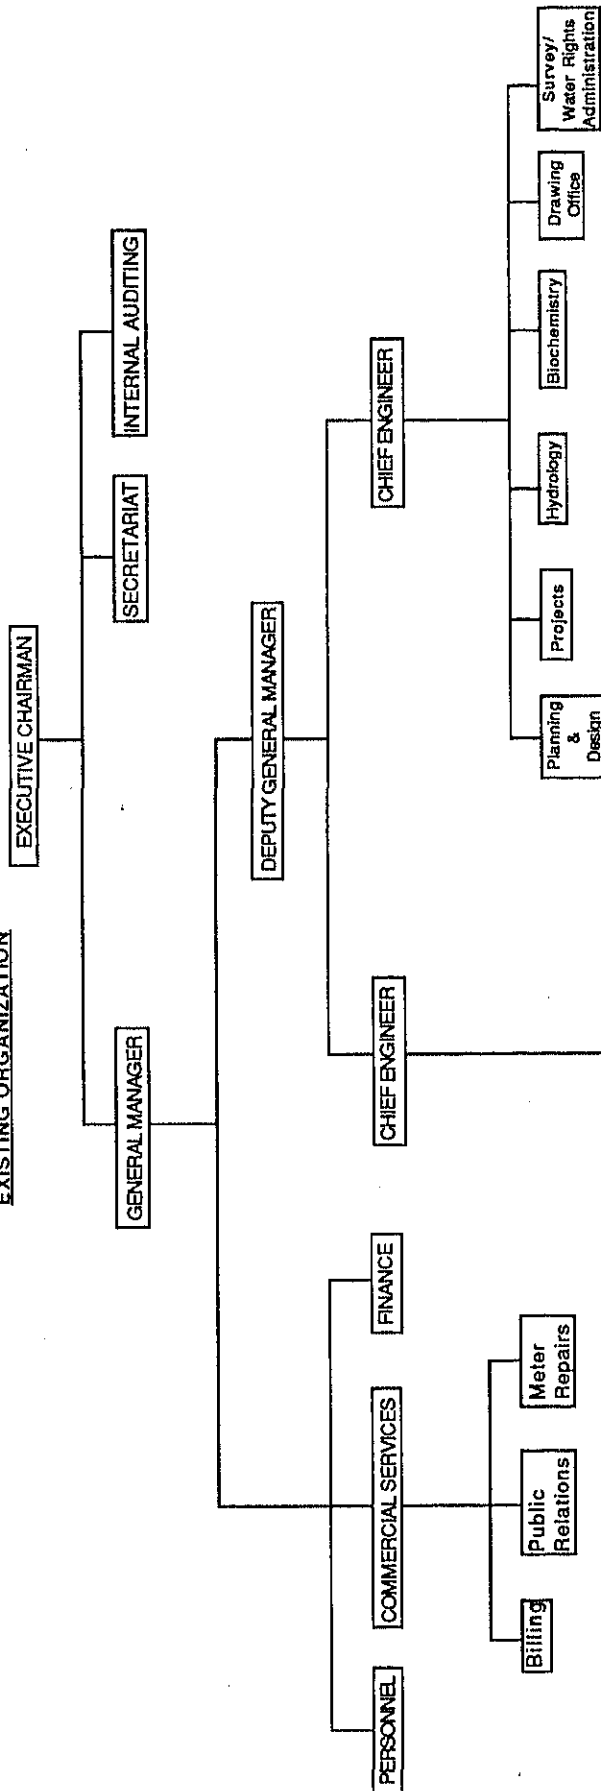 EXISTING ORGANIZATION
EXECUTIVE CHAIRMAN
GENERAL MANAGER
SECRETARIAT
INTERNAL AUDITING
DEPUTY GENERAL MANAGER
PERSONNEL
COMMERCIAL SERVICES
FINANCE
CHIEF ENGINEER
CHIEF ENGINEER
Billing
Public
Relations
Meter
Repairs
Planning
&
Design
Projects
Hydrology
Biochemistry
Drawing
Office
Survey/
Water Rights
Administration